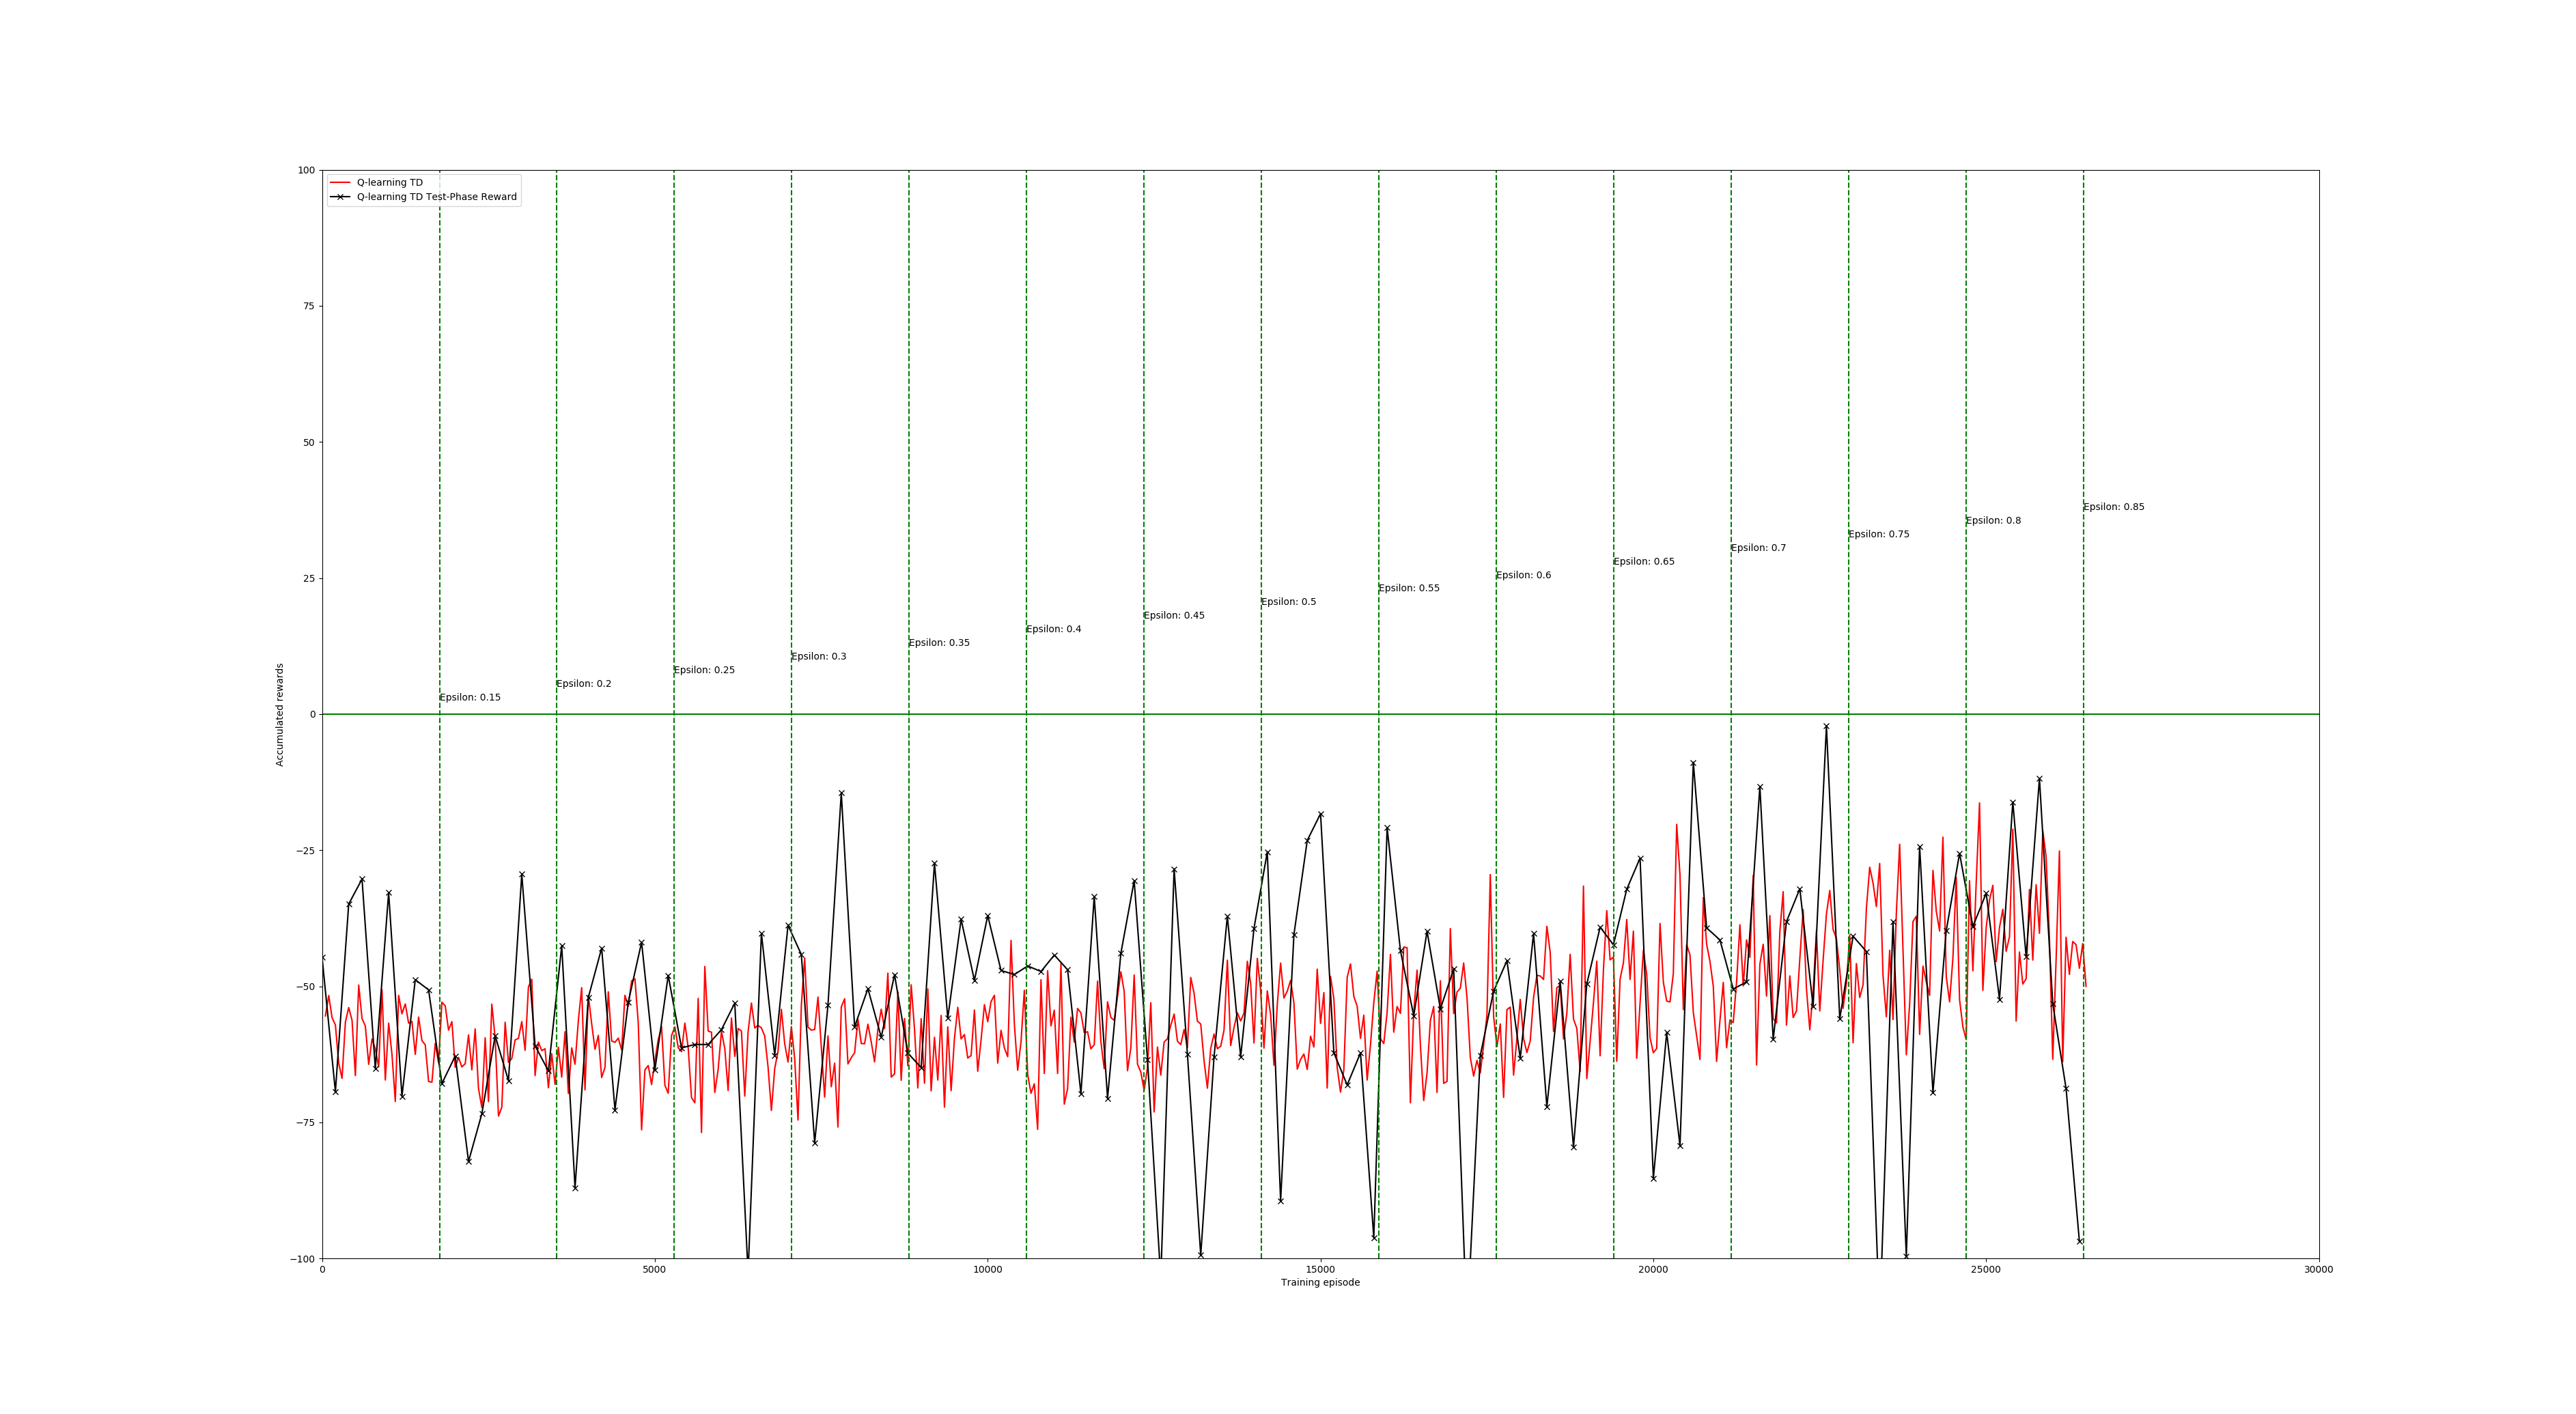 100
Q-learning TD
Q-learning TD Test-Phase Reward
75
50
Epsilon: 0.85
Epsilon: 0.8
Epsilon: 0.75
Epsilon: 0.7
Epsilon: 0.65
25
Epsilon: 0.6
Epsilon: 0.55
Epsilon: 0.5
Epsilon: 0.45
Epsilon: 0.4
Epsilon: 0.35
Epsilon: 0.3
Epsilon: 0.25
Epsilon: 0.2
Epsilon: 0.15
0
Accumulated rewards
−25
−50
−75
−100
0 5000 10000 15000 20000 25000 30000
Training episode